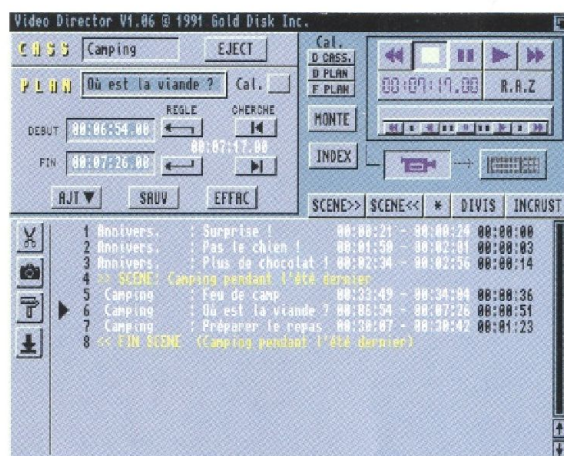 Video Director V1.06 © 1991 Gold Disk Inc.
CASS Camping EJECT
PLAN Où est la viande ? Cal.
REGLE CHERCHE
DEBUT 00:06:54.00
00:07:17.00
FIN 00:07:26.00
AJT SAUV EFFAC
Cal.
D CASS.
D PLAN
F PLAN
MONTE
INDEX
00:07:17.00 R.A.Z
SCENE>> SCENE<< * DIVIS INCRUST
1 Annivers. : Surprise ! 00:00:21 - 00:00:24 00:00:00
2 Annivers. : Pas le chien ! 00:01:58 - 00:02:01 00:00:03
3 Annivers. : Plus de chocolat ! 00:02:34 - 00:02:56 00:00:14
4 >> SCENE: Camping pendant l'été dernier
5 Camping : Feu de camp 00:33:49 - 00:34:04 00:00:36
6 Camping : Où est la viande ? 00:06:54 - 00:07:26 00:00:51
7 Camping : Préparer le repas 00:30:07 - 00:30:42 00:01:23
8 << FIN SCENE (Camping pendant l'été dernier)